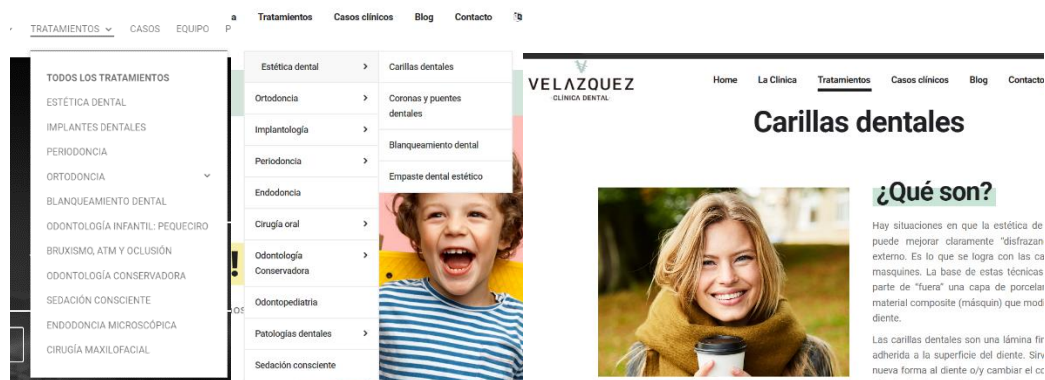 TRATAMIENTOS CASOS EQUIPO P
TODOS LOS TRATAMIENTOS
ESTÉTICA DENTAL
IMPLANTES DENTALES
PERIODONCIA
ORTODONCIA
BLANQUEAMIENTO DENTAL
ODONTOLOGÍA INFANTIL: PEQUECIRO
BRUXISMO, ATM Y OCLUSIÓN
ODONTOLOGÍA CONSERVADORA
SEDACIÓN CONSCIENTE
ENDODONCIA MICROSCÓPICA
CIRUGÍA MAXILOFACIAL
a Tratamientos Casos clínicos Blog Contacto
Estética dental
Ortodoncia
Implantología
Periodoncia
Endodoncia
Cirugía oral
Odontología
Conservadora
Odontopediatria
Patologías dentales
Sedación consciente
Carillas dentales
Coronas y puentes
dentales
Blanqueamiento dental
Empaste dental estético
!
os
VELAZQUEZ
CLÍNICA DENTAL
Home La Clínica Tratamientos Casos clínicos Blog Contacto
Carillas dentales
¿Qué son?
Hay situaciones en que la estética de
puede mejorar claramente "disfrazan
externo. Es lo que se logra con las ca
masquines. La base de estas técnicas
parte de "fuera" una capa de porcelan
material composite (másquin) que modi
diente.
Las carillas dentales son una lámina fin
adherida a la superficie del diente. Sirv
nueva forma al diente o/y cambiar el co